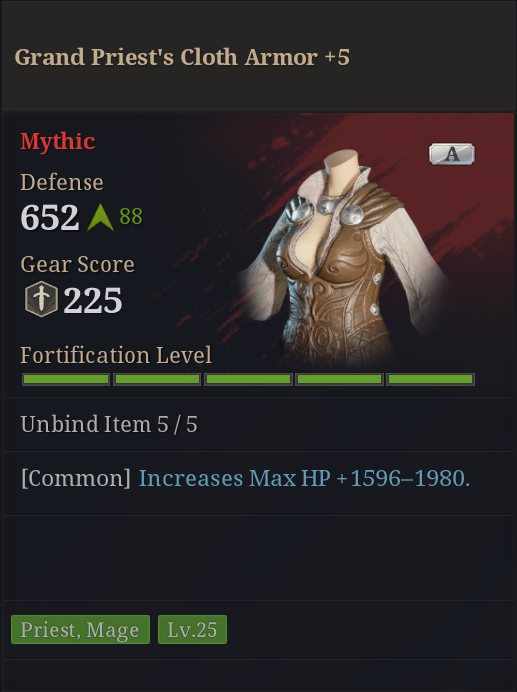 Grand Priest's Cloth Armor +5
Mythic
A
Defense
652 88
Gear Score
225
Fortification Level
Unbind Item 5 / 5
[Common] Increases Max HP +1596–1980.
Priest, Mage Lv.25